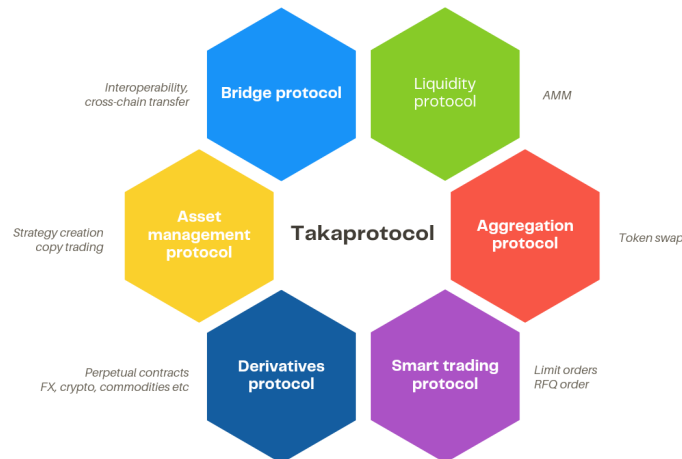 Interoperability,
cross-chain transfer
Bridge protocol
Liquidity
protocol
AMM
Strategy creation
copy trading
Asset
management
protocol
Takaprotocol
Aggregation
protocol
Token swap
Perpetual contracts
FX, crypto, commodities etc
Derivatives
protocol
Smart trading
protocol
Limit orders
RFQ order